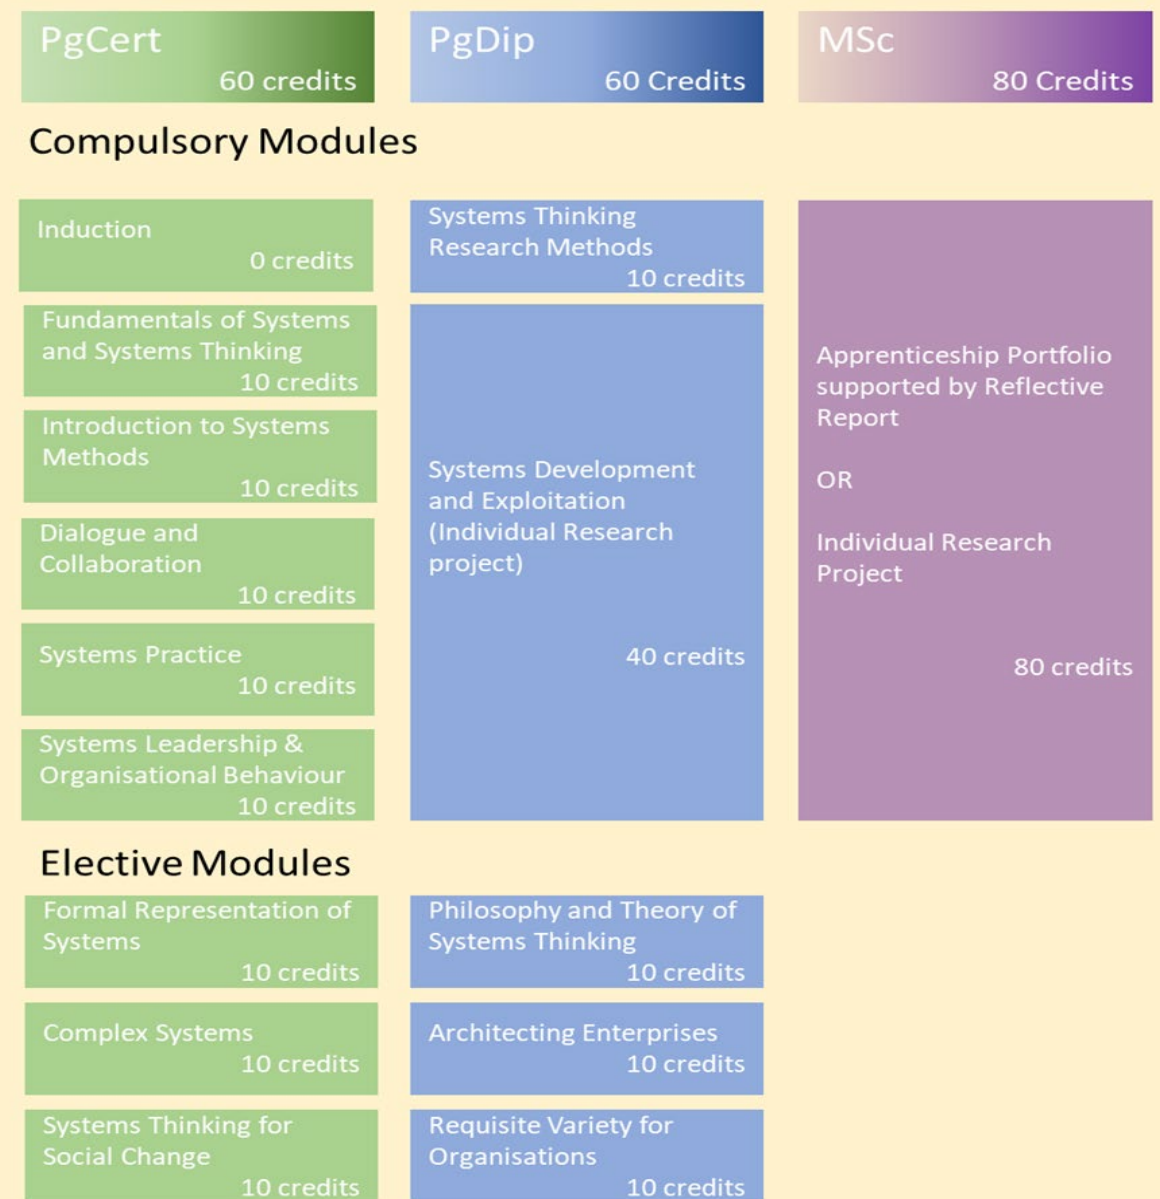 PgCert
60 credits
PgDip
60 Credits
MSc
80 Credits
Compulsory Modules
Induction
0 credits
Fundamentals of Systems
and Systems Thinking
10 credits
Introduction to Systems
Methods
10 credits
Dialogue and
Collaboration
10 credits
Systems Practice
10 credits
Systems Leadership &
Organisational Behaviour
10 credits
Systems Thinking
Research Methods
10 credits
Systems Development
and Exploitation
(Individual Research
project)
40 credits
Apprenticeship Portfolio
supported by Reflective
Report
OR
Individual Research
Project
80 credits
Elective Modules
Formal Representation of
Systems
10 credits
Complex Systems
10 credits
Systems Thinking for
Social Change
10 credits
Philosophy and Theory of
Systems Thinking
10 credits
Architecting Enterprises
10 credits
Requisite Variety for
Organisations
10 credits